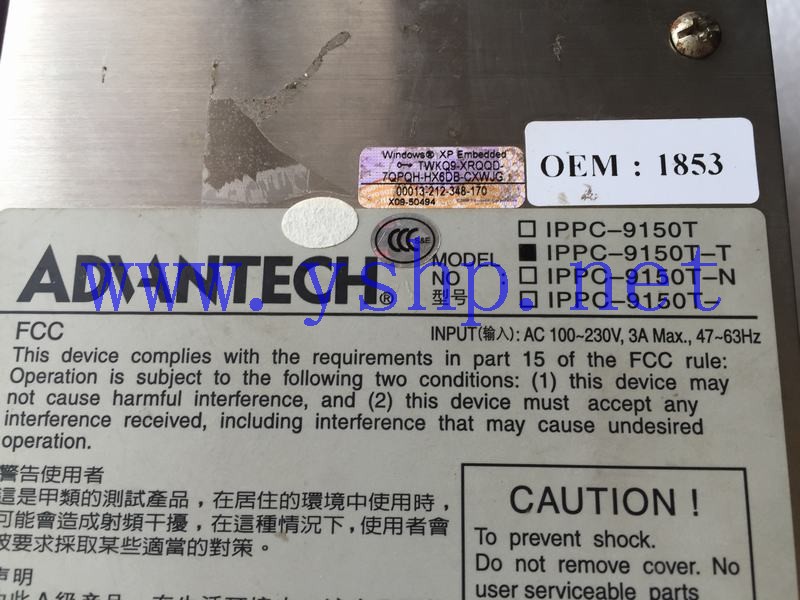 Windows® XP Embedded
TWKQ9-XRQQD-
7QPQH-HX6DB-CXWJG
00013-212-348-170
X09-50494
OEM : 1853
CCC S&E
ADVANTECH®
MODEL
NO
型号
IPPC-9150T
IPPC-9150T-T
IPPC-9150T-N
IPPC-9150T-
www.yshp.net
FCC
INPUT(输入): AC 100~230V, 3A Max., 47~63Hz
This device complies with the requirements in part 15 of the FCC rule:
Operation is subject to the following two conditions: (1) this device may
not cause harmful interference, and (2) this device must accept any
interference received, including interference that may cause undesired
operation.
警告使用者
這是甲類的測試產品，在居住的環境中使用時，
可能會造成射頻干擾，在這種情況下，使用者會
被要求採取某些適當的對策。
声明
CAUTION !
To prevent shock.
Do not remove cover. No
user serviceable parts